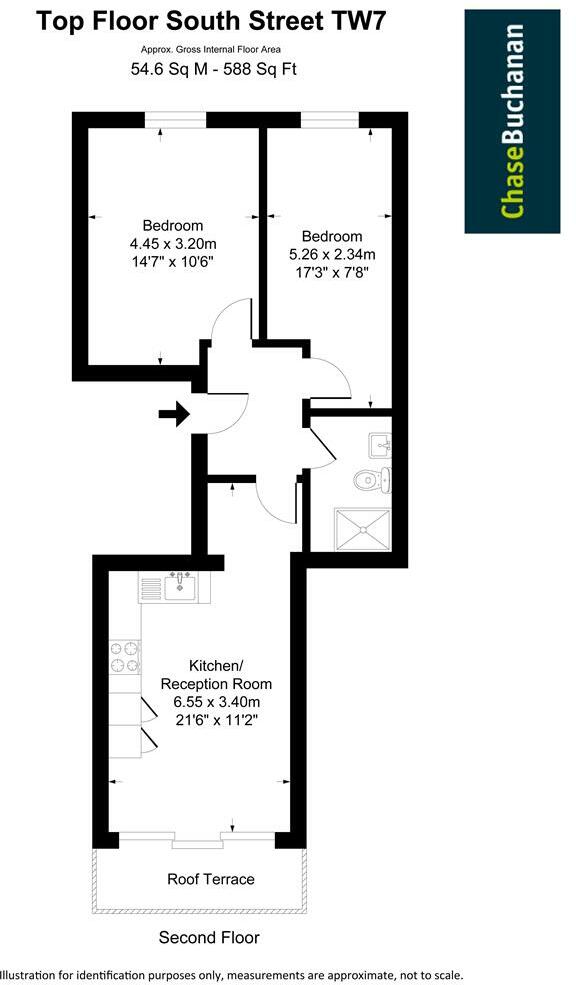 Top Floor South Street TW7
Approx. Gross Internal Floor Area
54.6 Sq M - 588 Sq Ft
ChaseBuchanan
Bedroom
4.45 x 3.20m
14'7" x 10'6"
Bedroom
5.26 x 2.34m
17'3" x 7'8"
Kitchen/
Reception Room
6.55 x 3.40m
21'6" x 11'2"
Roof Terrace
Second Floor
Illustration for identification purposes only, measurements are approximate, not to scale.